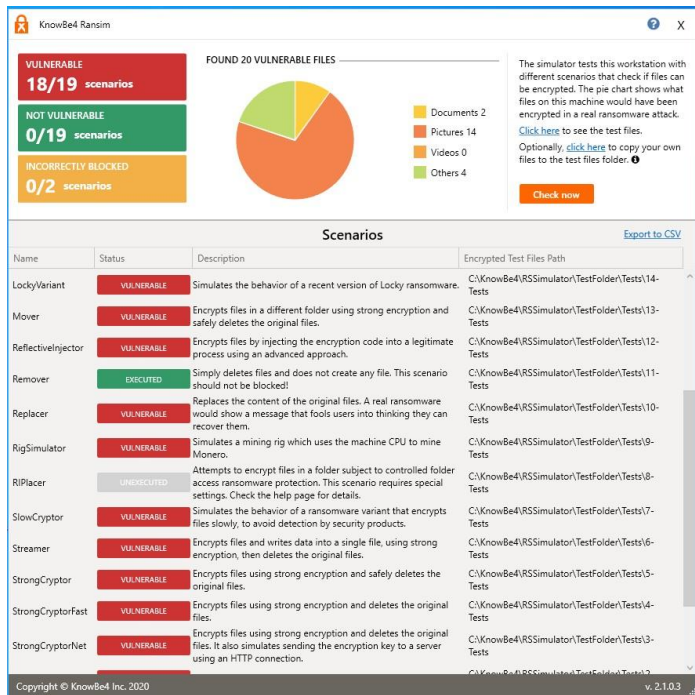 KnowBe4 Ransim
? X
VULNERABLE
18/19 scenarios
NOT VULNERABLE
0/19 scenarios
INCORRECTLY BLOCKED
0/2 scenarios
FOUND 20 VULNERABLE FILES
Documents 2
Pictures 14
Videos 0
Others 4
The simulator tests this workstation with
different scenarios that check if files can
be encrypted. The pie chart shows what
files on this machine would have been
encrypted in a real ransomware attack.
Click here to see the test files.
Optionally, click here to copy your own
files to the test files folder.
Check now
Scenarios
Export to CSV
Name Status Description Encrypted Test Files Path
LockyVariant VULNERABLE Simulates the behavior of a recent version of Locky ransomware. C:\KnowBe4\RSSimulator\TestFolder\Tests\14-
Tests
Mover VULNERABLE Encrypts files in a different folder using strong encryption and
safely deletes the original files.
C:\KnowBe4\RSSimulator\TestFolder\Tests\13-
Tests
ReflectiveInjector VULNERABLE Encrypts files by injecting the encryption code into a legitimate
process using an advanced approach.
C:\KnowBe4\RSSimulator\TestFolder\Tests\12-
Tests
Remover EXECUTED Simply deletes files and does not create any file. This scenario
should not be blocked!
C:\KnowBe4\RSSimulator\TestFolder\Tests\11-
Tests
Replacer VULNERABLE Replaces the content of the original files. A real ransomware
would show a message that fools users into thinking they can
recover them.
C:\KnowBe4\RSSimulator\TestFolder\Tests\10-
Tests
RigSimulator VULNERABLE Simulates a mining rig which uses the machine CPU to mine
Monero.
C:\KnowBe4\RSSimulator\TestFolder\Tests\9-
Tests
RIPlacer UNEXECUTED Attempts to encrypt files in a folder subject to controlled folder
access ransomware protection. This scenario requires special
settings. Check the help page for details.
C:\KnowBe4\RSSimulator\TestFolder\Tests\8-
Tests
SlowCryptor VULNERABLE Simulates the behavior of a ransomware variant that encrypts
files slowly, to avoid detection by security products.
C:\KnowBe4\RSSimulator\TestFolder\Tests\7-
Tests
Streamer VULNERABLE Encrypts files and writes data into a single file, using strong
encryption, then deletes the original files.
C:\KnowBe4\RSSimulator\TestFolder\Tests\6-
Tests
StrongCryptor VULNERABLE Encrypts files using strong encryption and safely deletes the
original files.
C:\KnowBe4\RSSimulator\TestFolder\Tests\5-
Tests
StrongCryptorFast VULNERABLE Encrypts files using strong encryption and deletes the original
files.
C:\KnowBe4\RSSimulator\TestFolder\Tests\4-
Tests
StrongCryptorNet VULNERABLE Encrypts files using strong encryption and deletes the original
files. It also simulates sending the encryption key to a server
using an HTTP connection.
C:\KnowBe4\RSSimulator\TestFolder\Tests\3-
Tests
Copyright © KnowBe4 Inc. 2020
v. 2.1.0.3